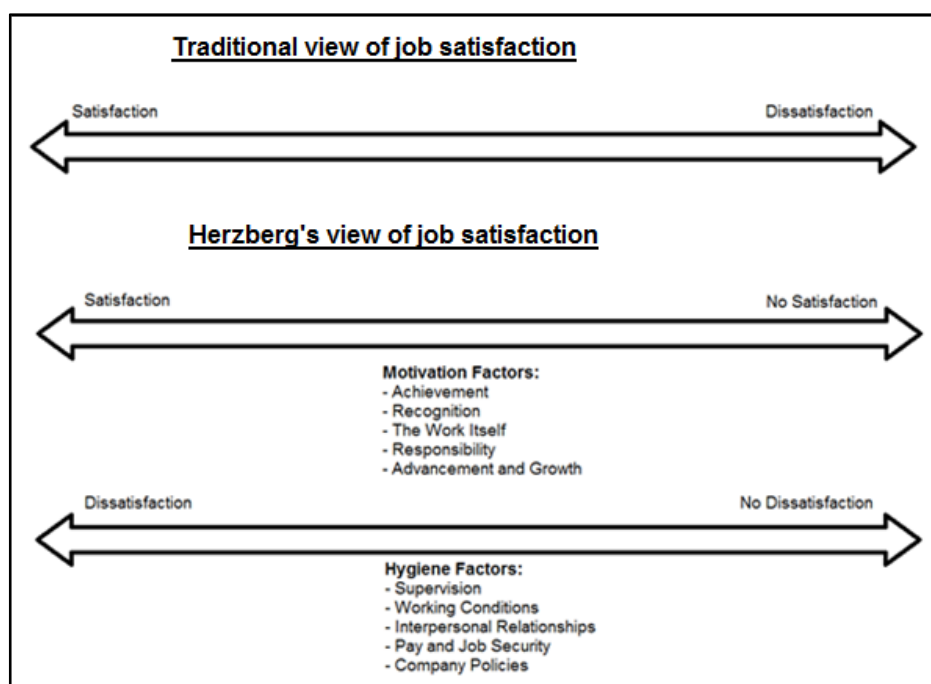 Traditional view of job satisfaction
Satisfaction Dissatisfaction
Herzberg's view of job satisfaction
Satisfaction No Satisfaction
Motivation Factors:
- Achievement
- Recognition
- The Work Itself
- Responsibility
- Advancement and Growth
Dissatisfaction No Dissatisfaction
Hygiene Factors:
- Supervision
- Working Conditions
- Interpersonal Relationships
- Pay and Job Security
- Company Policies